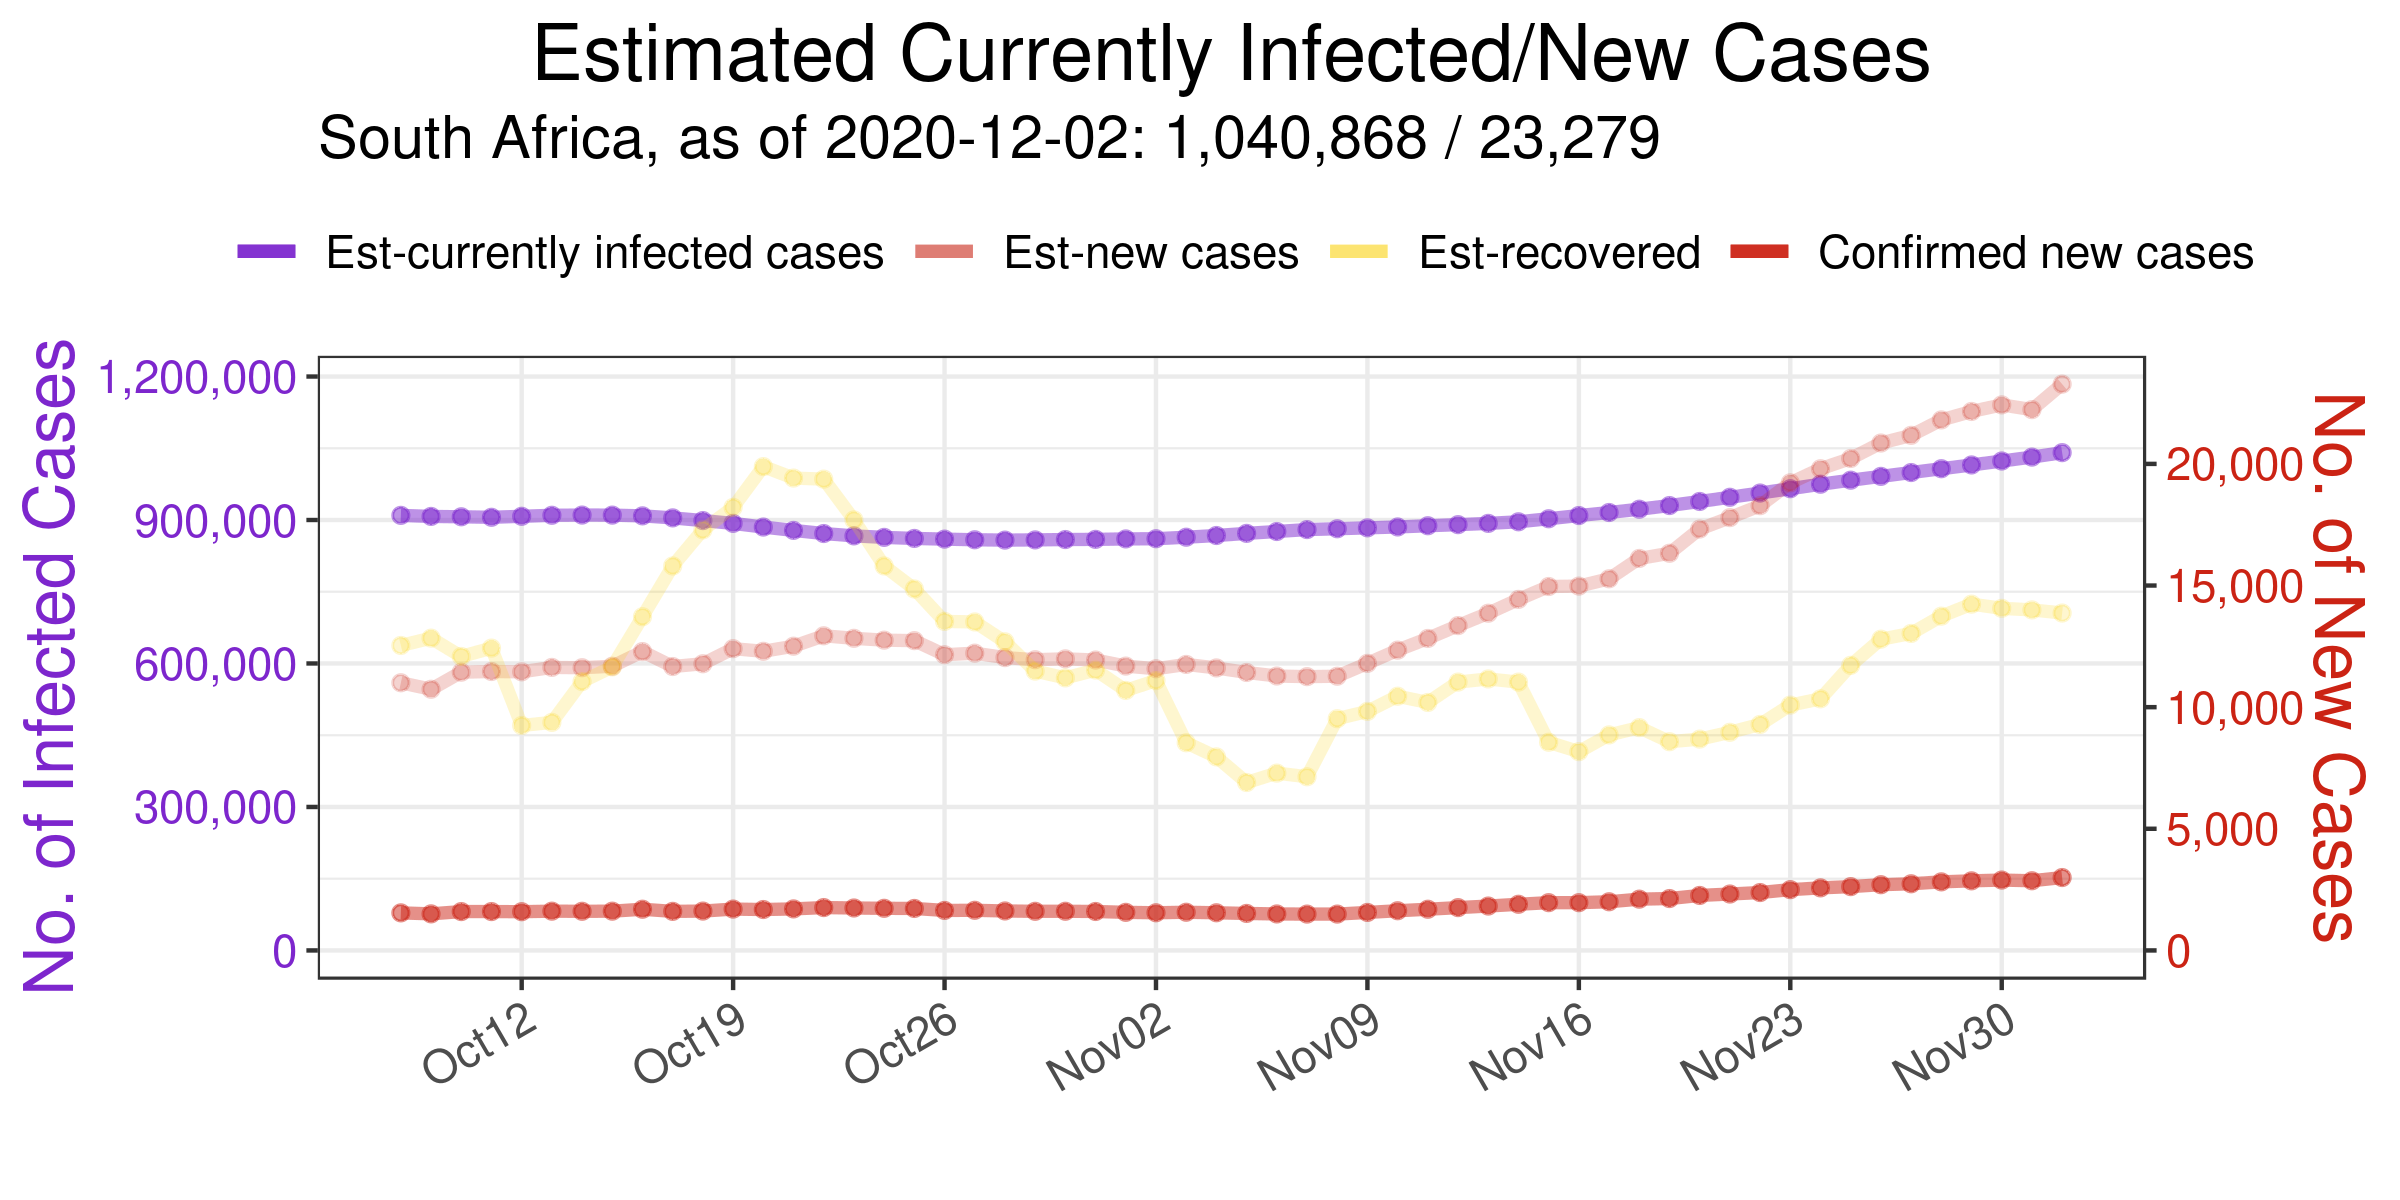 Estimated Currently Infected/New Cases
South Africa, as of 2020-12-02: 1,040,868 / 23,279
Est-currently infected cases Est-new cases Est-recovered Confirmed new cases
No. of Infected Cases
1,200,000
900,000
600,000
300,000
0
20,000
15,000
10,000
5,000
0
No. of New Cases
Oct12 Oct19 Oct26 Nov02 Nov09 Nov16 Nov23 Nov30